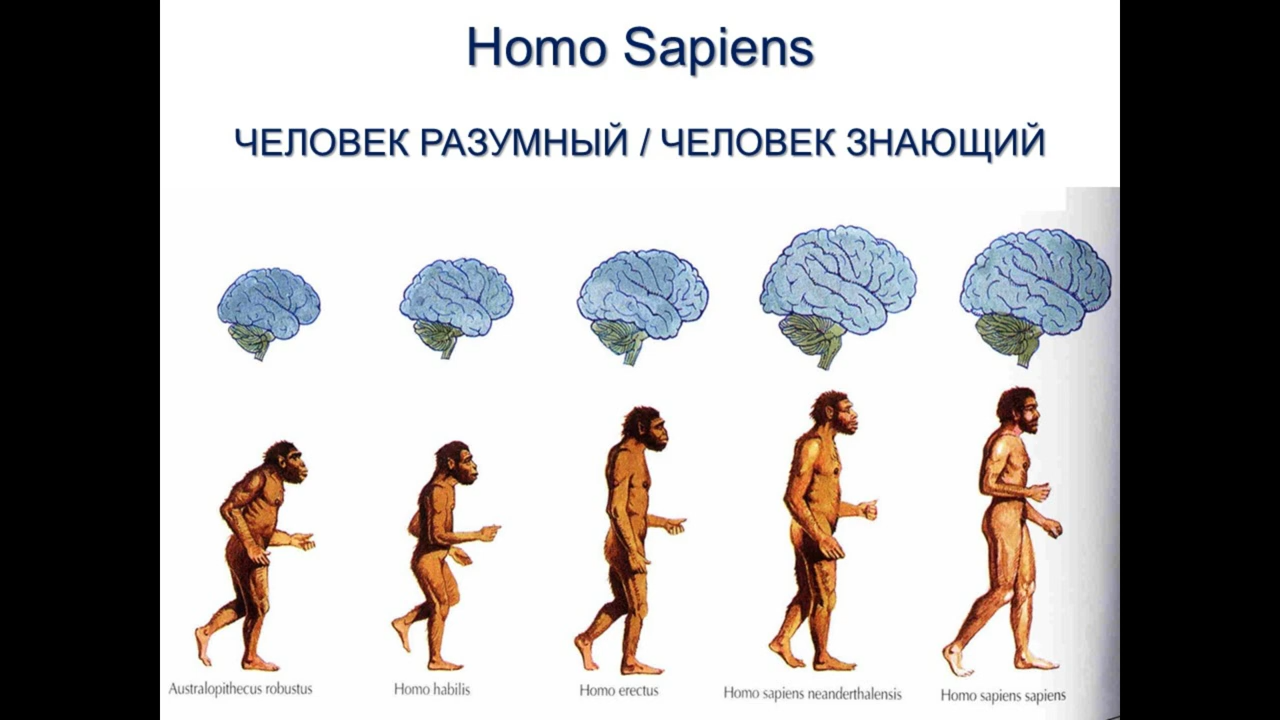 Homo Sapiens
ЧЕЛОВЕК РАЗУМНЫЙ / ЧЕЛОВЕК ЗНАЮЩИЙ
Australopithecus robustus
Homo habilis
Homo erectus
Homo sapiens neanderthalensis
Homo sapiens sapiens